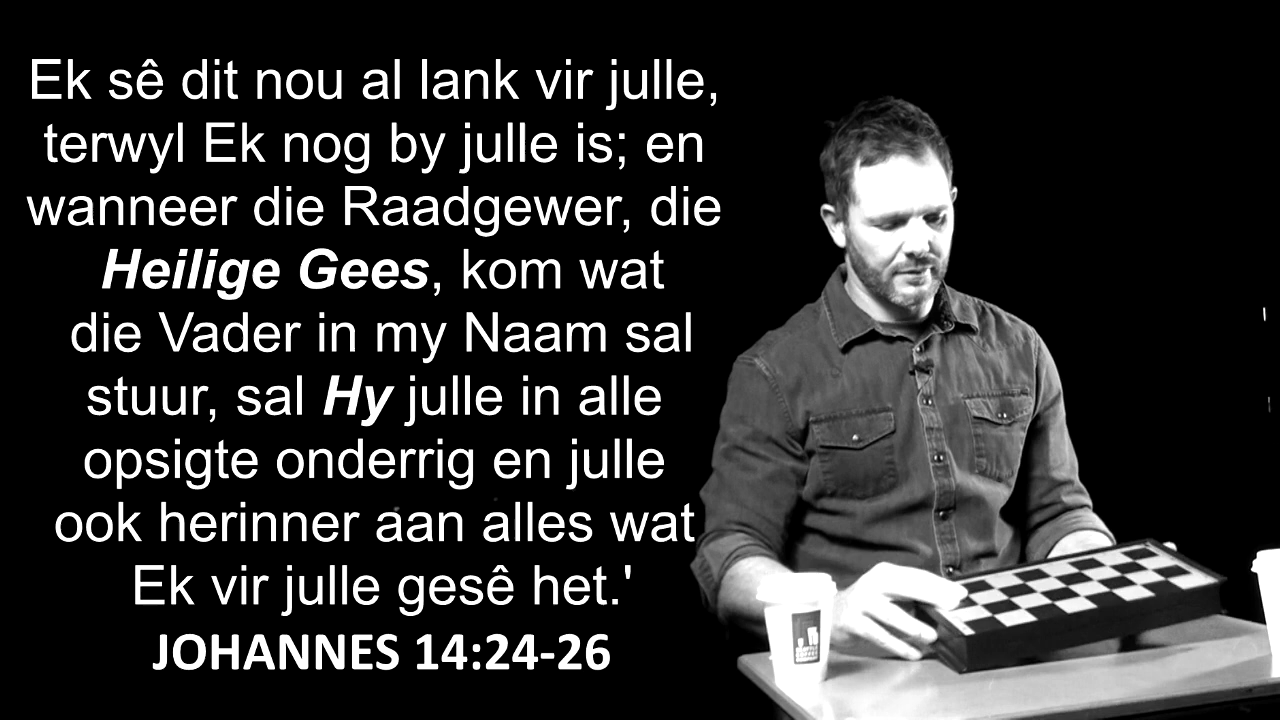 Ek sê dit nou al lank vir julle,
terwyl Ek nog by julle is; en
wanneer die Raadgewer, die
Heilige Gees, kom wat
die Vader in my Naam sal
stuur, sal Hy julle in alle
opsigte onderrig en julle
ook herinner aan alles wat
Ek vir julle gesê het.'
JOHANNES 14:24-26